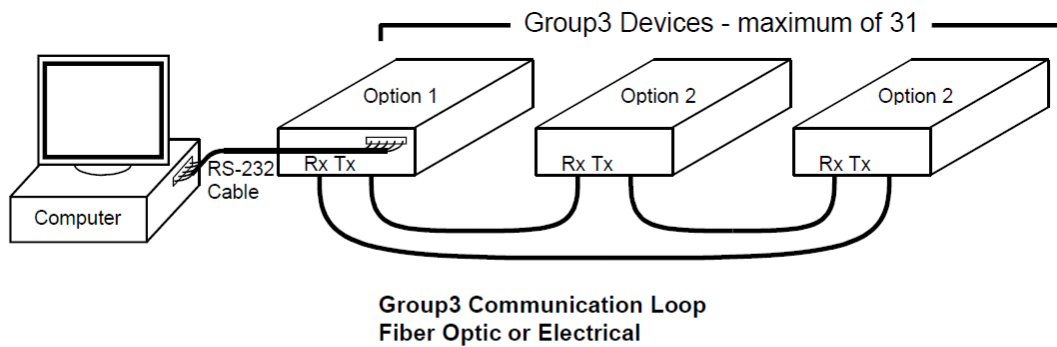 Group3 Devices - maximum of 31
Option 1
Option 2
Option 2
Rx Tx
Rx Tx
Rx Tx
RS-232
Cable
Computer
Group3 Communication Loop
Fiber Optic or Electrical